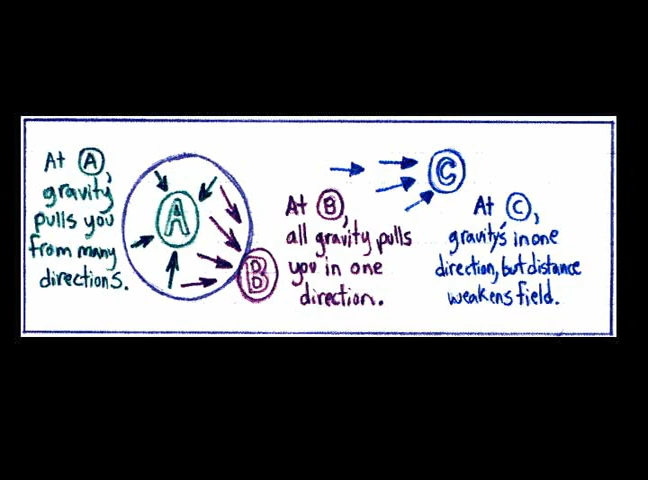 At Ⓐ,
gravity
pulls you
from many
directions.
A
B
At Ⓑ,
all gravity pulls
you in one
direction.
C
At Ⓒ,
gravity's in one
direction, but distance
weakens field.